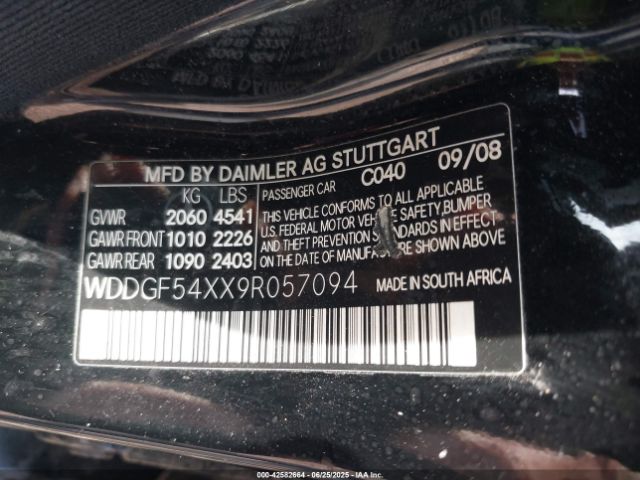 MFD BY DAIMLER AG STUTTGART
KG LBS PASSENGER CAR C040 09/08
GVWR 2060 4541
GAWR FRONT 1010 2226
GAWR REAR 1090 2403
THIS VEHICLE CONFORMS TO ALL APPLICABLE
U.S. FEDERAL MOTOR VEHICLE SAFETY, BUMPER
AND THEFT PREVENTION STANDARDS IN EFFECT
ON THE DATE OF MANUFACTURE SHOWN ABOVE
WDDGF54XX9R057094 MADE IN SOUTH AFRICA
000-42582664 | 06/25/2025 | IAAI.COM